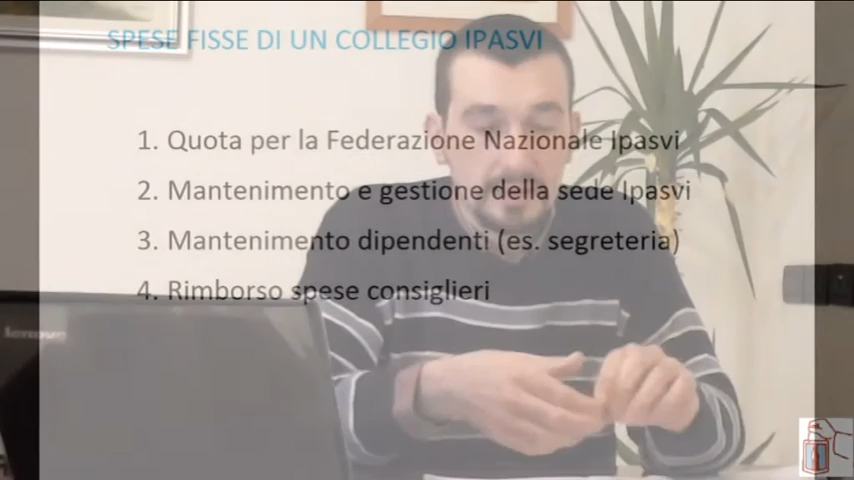 SPESE FISSE DI UN COLLEGIO IPASVI
1. Quota per la Federazione Nazionale Ipasvi
2. Mantenimento e gestione della sede Ipasvi
3. Mantenimento dipendenti (es. segreteria)
4. Rimborso spese consiglieri
lenovo